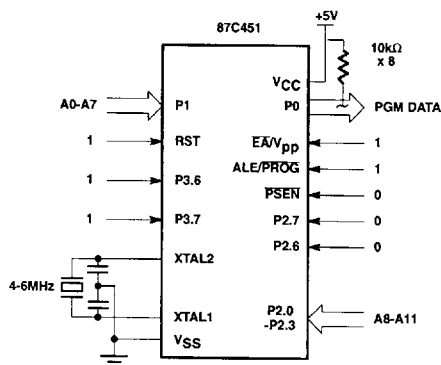 87C451
+5V
10kΩ
x 8
VCC
A0-A7
P1
P0
PGM DATA
1
RST
EA/Vpp
1
ALE/PROG
1
1
P3.6
PSEN
0
1
P3.7
P2.7
0
P2.6
0
XTAL2
4-6MHz
XTAL1
P2.0
-P2.3
A8-A11
VSS